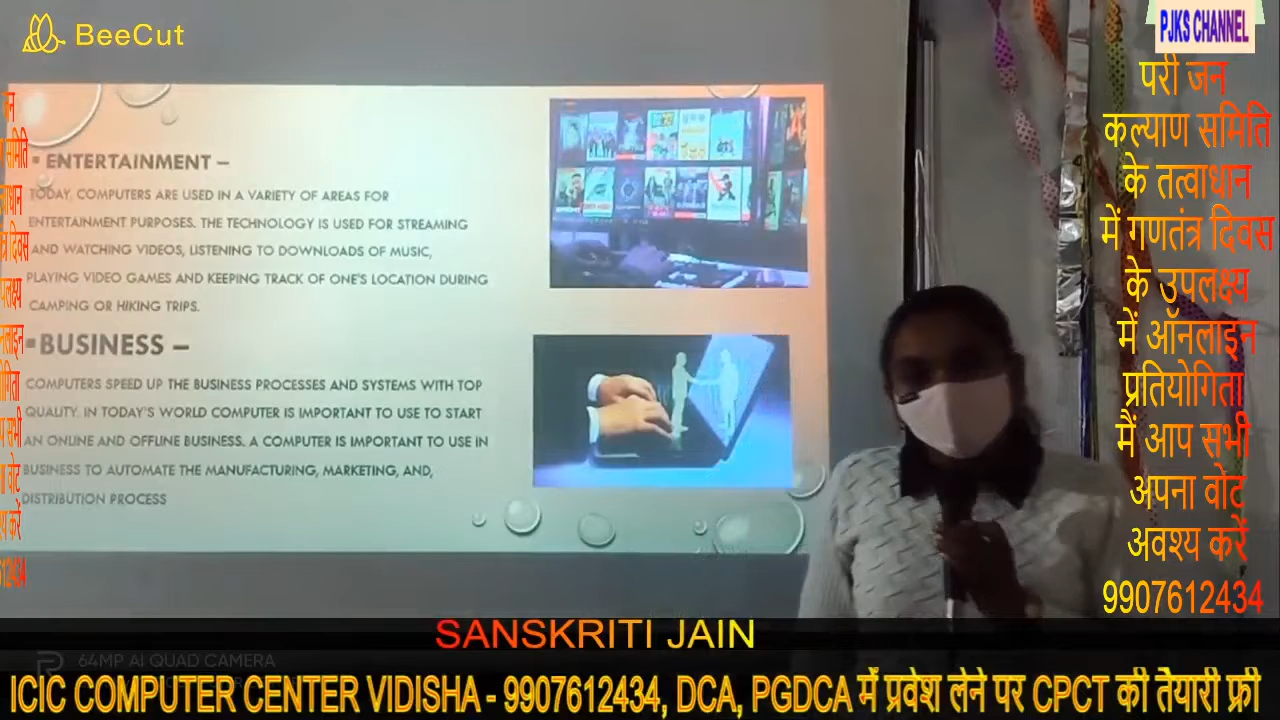 BeeCut
PJKS CHANNEL
ENTERTAINMENT –
TODAY, COMPUTERS ARE USED IN A VARIETY OF AREAS FOR
ENTERTAINMENT PURPOSES. THE TECHNOLOGY IS USED FOR STREAMING
AND WATCHING VIDEOS, LISTENING TO DOWNLOADS OF MUSIC,
PLAYING VIDEO GAMES AND KEEPING TRACK OF ONE'S LOCATION DURING
CAMPING OR HIKING TRIPS.
BUSINESS –
COMPUTERS SPEED UP THE BUSINESS PROCESSES AND SYSTEMS WITH TOP
QUALITY. IN TODAY'S WORLD COMPUTER IS IMPORTANT TO USE TO START
AN ONLINE AND OFFLINE BUSINESS. A COMPUTER IS IMPORTANT TO USE IN
BUSINESS TO AUTOMATE THE MANUFACTURING, MARKETING, AND,
DISTRIBUTION PROCESS
परी जन
कल्याण समिति
के तत्वाधान
में गणतंत्र दिवस
के उपलक्ष्य
में ऑनलाइन
प्रतियोगिता
मैं आप सभी
अपना वोट
अवश्य करें
9907612434
SANSKRITI JAIN
64MP AI QUAD CAMERA
ICIC COMPUTER CENTER VIDISHA - 9907612434, DCA, PGDCA में प्रवेश लेने पर CPCT की तैयारी फ्री